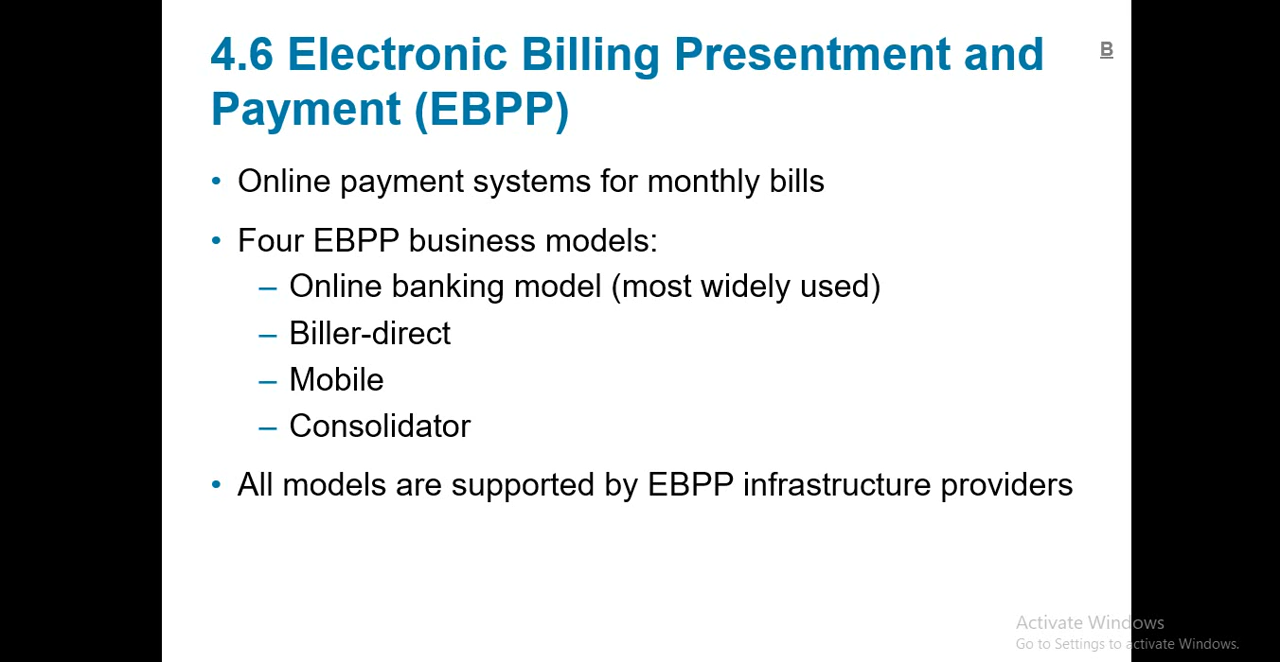 4.6 Electronic Billing Presentment and
Payment (EBPP)
B
• Online payment systems for monthly bills
• Four EBPP business models:
– Online banking model (most widely used)
– Biller-direct
– Mobile
– Consolidator
• All models are supported by EBPP infrastructure providers
Activate Windows
Go to Settings to activate Windows.